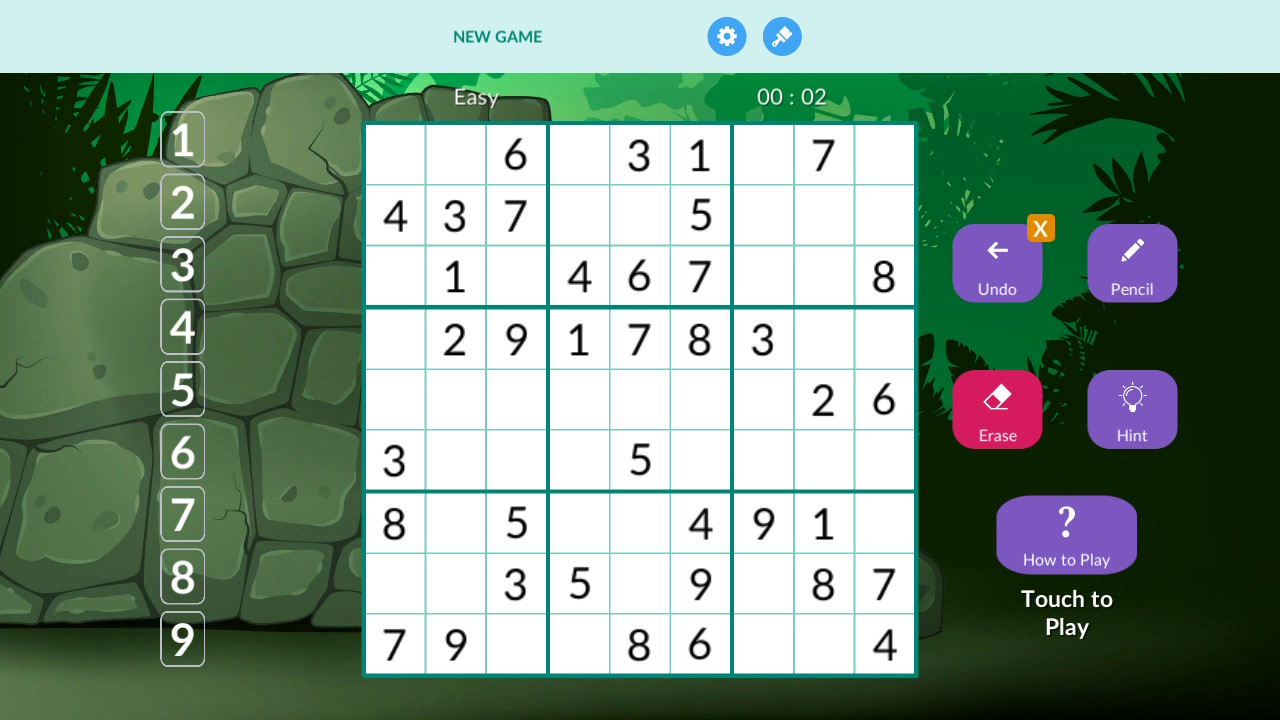 NEW GAME
Easy 00 : 02
6 3 1 7
4 3 7 5
1 4 6 7 8
2 9 1 7 8 3
2 6
3 5
8 5 4 9 1
3 5 9 8 7
7 9 8 6 4
1
2
3
4
5
6
7
8
9
X
Undo
Pencil
Erase
Hint
?
How to Play
Touch to
Play